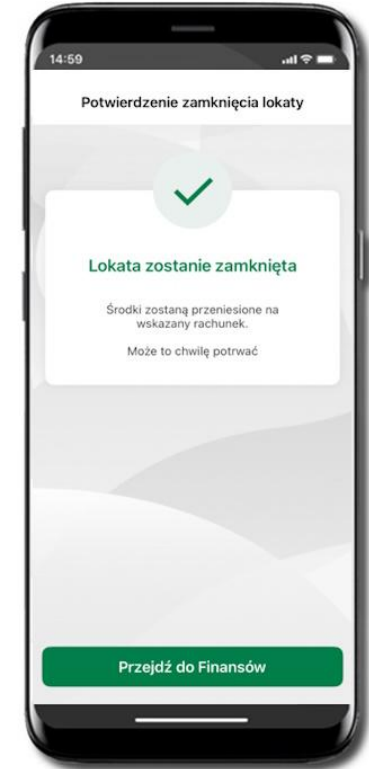 14:59
Potwierdzenie zamknięcia lokaty
Lokata zostanie zamknięta
Środki zostaną przeniesione na
wskazany rachunek.
Może to chwilę potrwać
Przejdź do Finansów